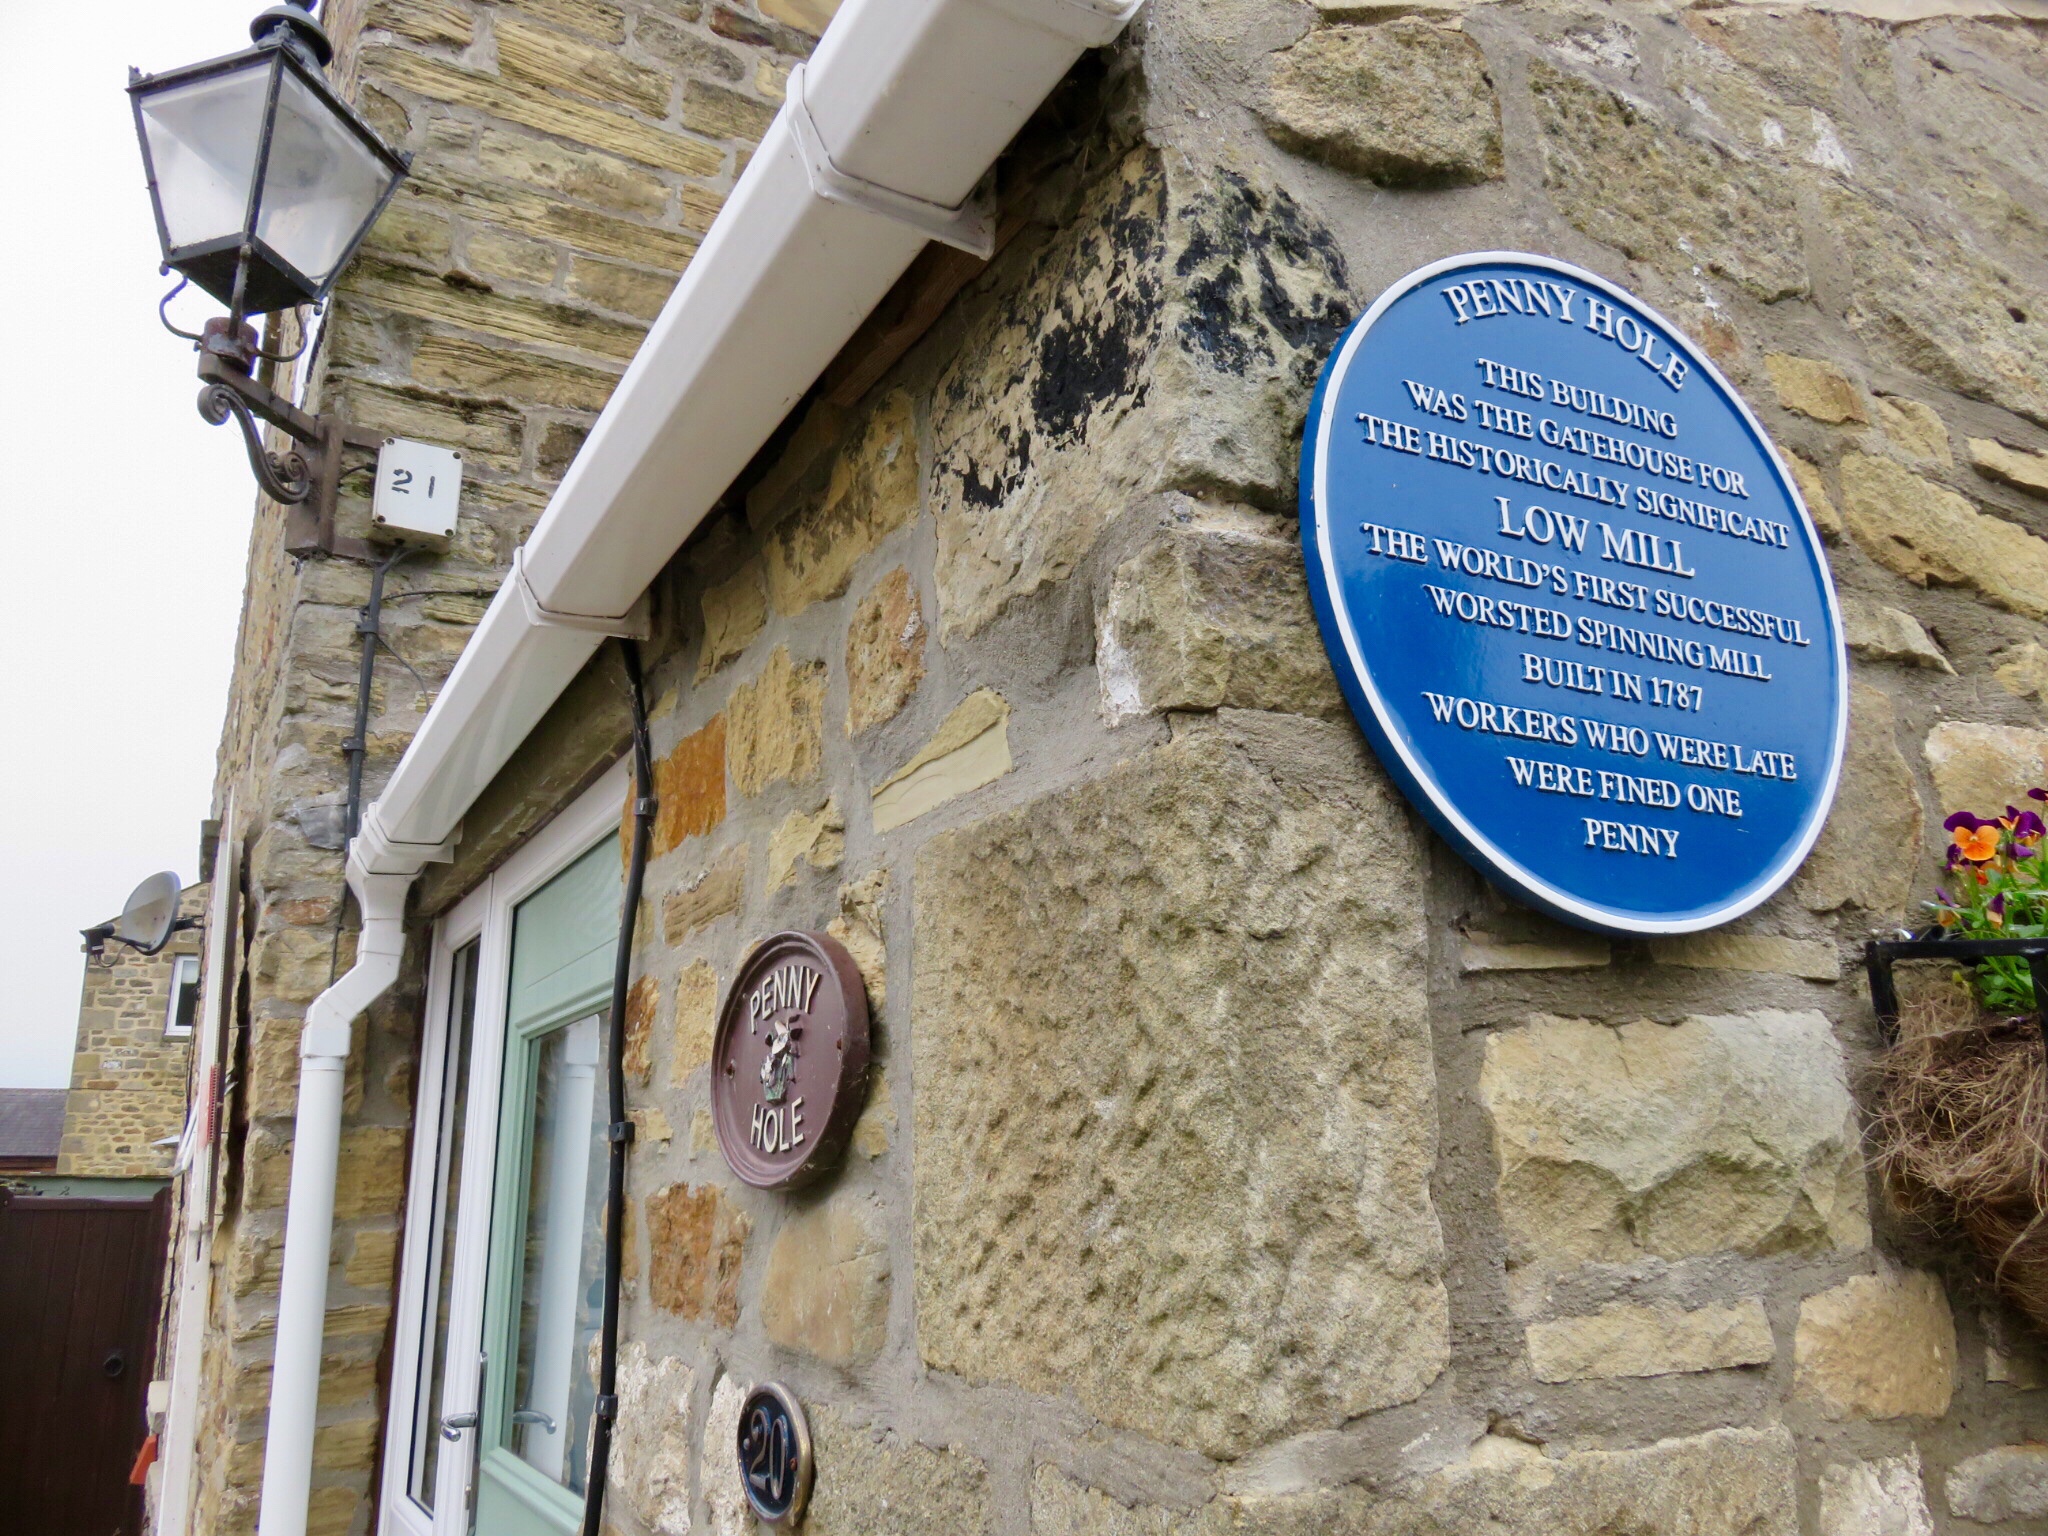 21
PENNY HOLE
THIS BUILDING
WAS THE GATEHOUSE FOR
THE HISTORICALLY SIGNIFICANT
LOW MILL
THE WORLD'S FIRST SUCCESSFUL
WORSTED SPINNING MILL
BUILT IN 1787
WORKERS WHO WERE LATE
WERE FINED ONE
PENNY
PENNY
HOLE
20